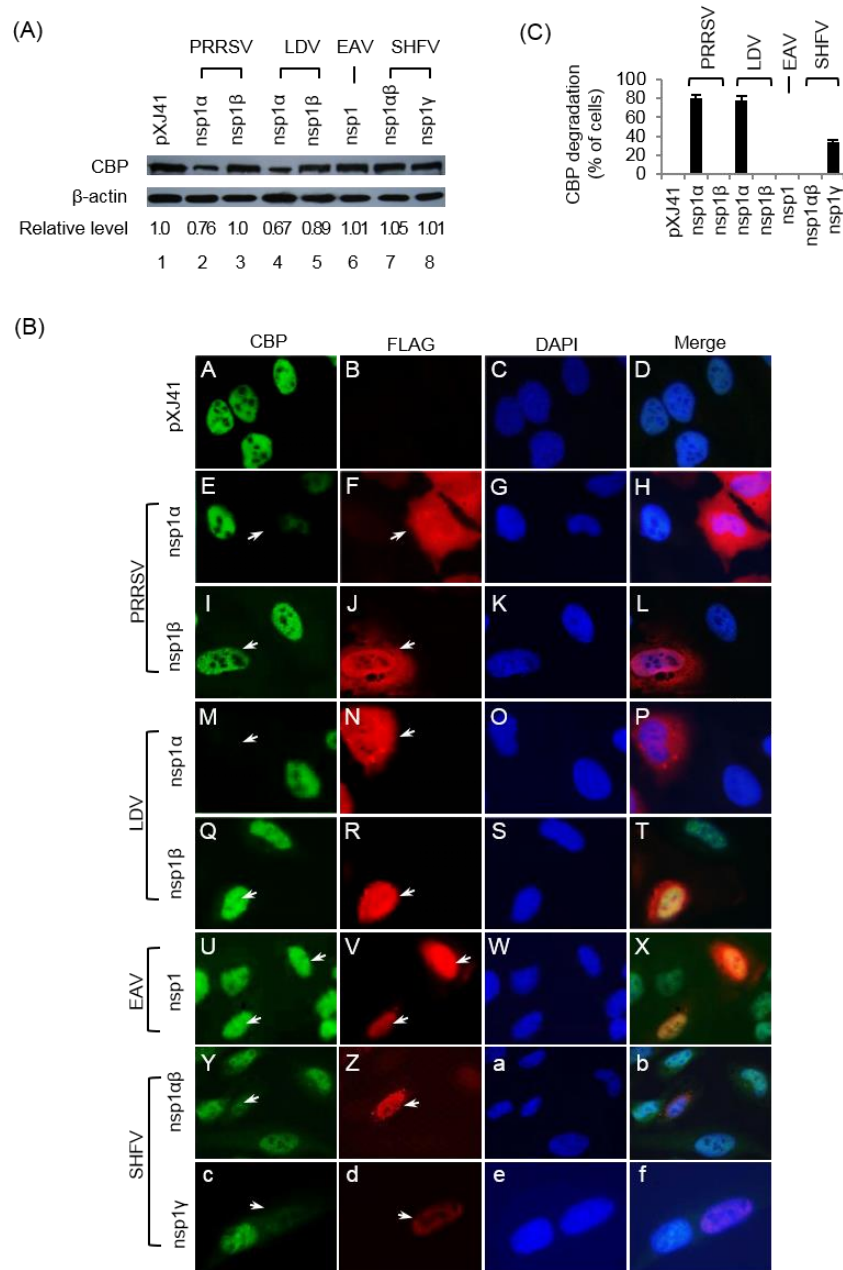 (A)
PRRSV LDV EAV SHFV
pXJ41 nsp1α nsp1β nsp1α nsp1β nsp1 nsp1αβ nsp1γ
CBP
β-actin
Relative level 1.0 0.76 1.0 0.67 0.89 1.01 1.05 1.01
1 2 3 4 5 6 7 8
(C)
PRRSV LDV EAV SHFV
CBP degradation
(% of cells)
100
80
60
40
20
0
pXJ41 nsp1α nsp1β nsp1α nsp1β nsp1 nsp1αβ nsp1γ
(B)
CBP FLAG DAPI Merge
pXJ41
A B C D
PRRSV
nsp1α
E F G H
nsp1β
I J K L
LDV
nsp1α
M N O P
nsp1β
Q R S T
EAV
nsp1
U V W X
SHFV
nsp1αβ
Y Z a b
nsp1γ
c d e f